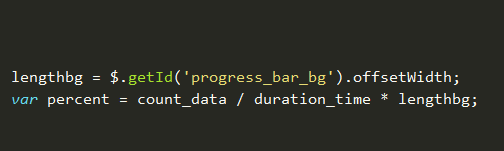 lengthbg = $.getId('progress_bar_bg').offsetWidth;
var percent = count_data / duration_time * lengthbg;